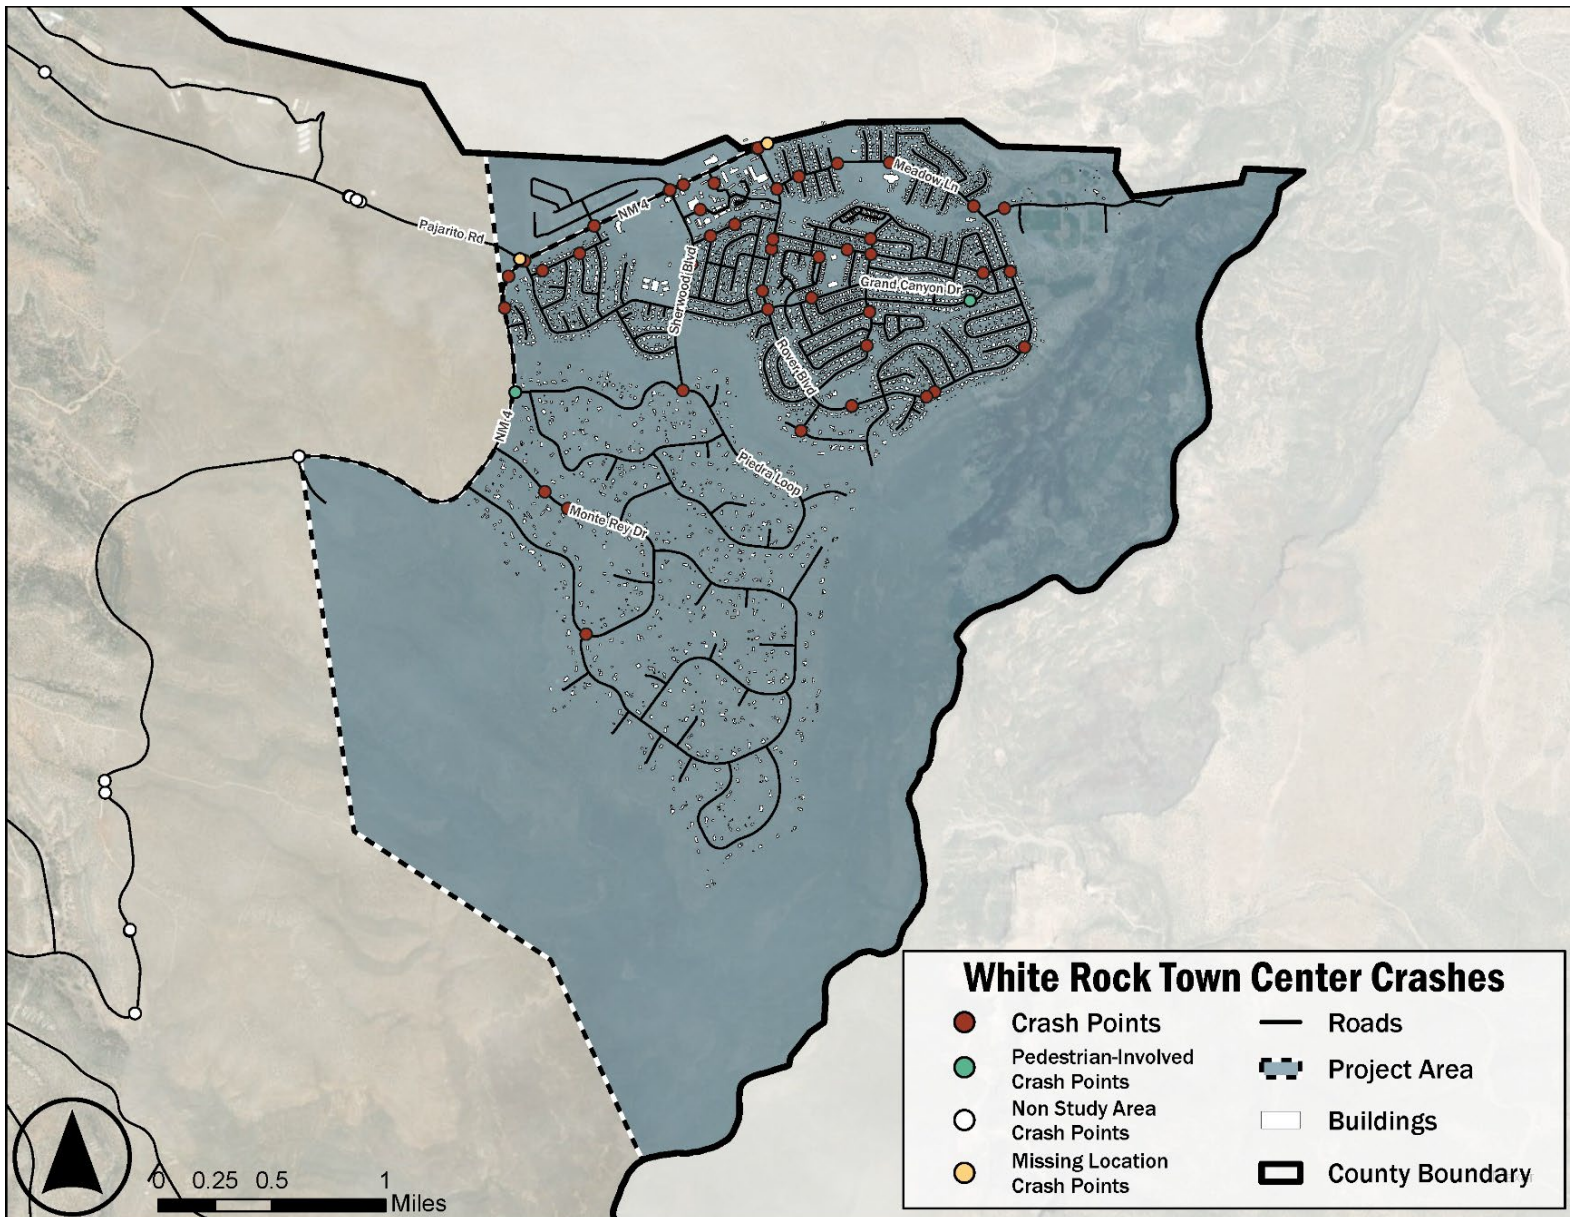 Meadow Ln
NM 4
Pajarito Rd
Sherwood Blvd
Grand Canyon Dr
Rover Blvd
NM 4
Piedra Loop
Monte Rey Dr
White Rock Town Center Crashes
Crash Points
Pedestrian-Involved
Crash Points
Non Study Area
Crash Points
Missing Location
Crash Points
Roads
Project Area
Buildings
County Boundary
0 0.25 0.5 1
Miles